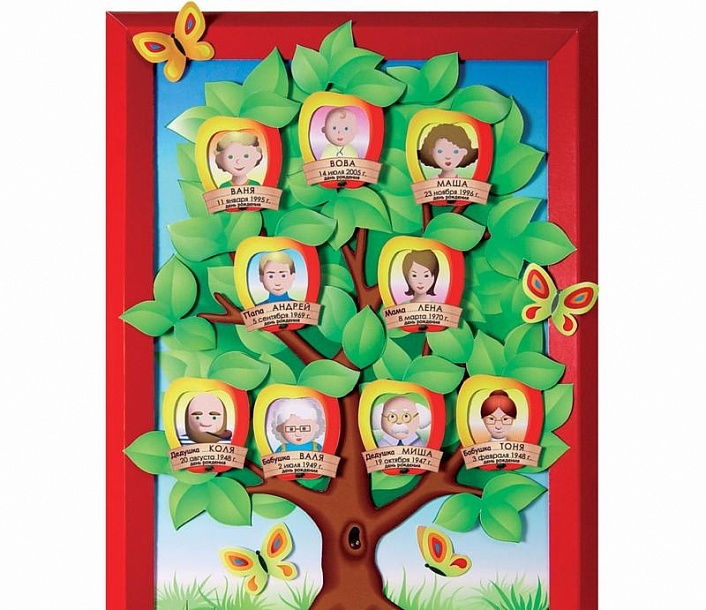 ВАНЯ
11 января 1995 г.
день рождения
ВОВА
14 июля 2005 г.
день рождения
МАША
23 ноября 1996 г.
день рождения
Папа АНДРЕЙ
5 сентября 1969 г.
день рождения
Мама ЛЕНА
8 марта 1970 г.
день рождения
Дедушка КОЛЯ
20 августа 1948 г.
день рождения
Бабушка ВАЛЯ
2 июля 1949 г.
день рождения
Дедушка МИША
19 октября 1947 г.
день рождения
Бабушка ТОНЯ
3 февраля 1948 г.
день рождения